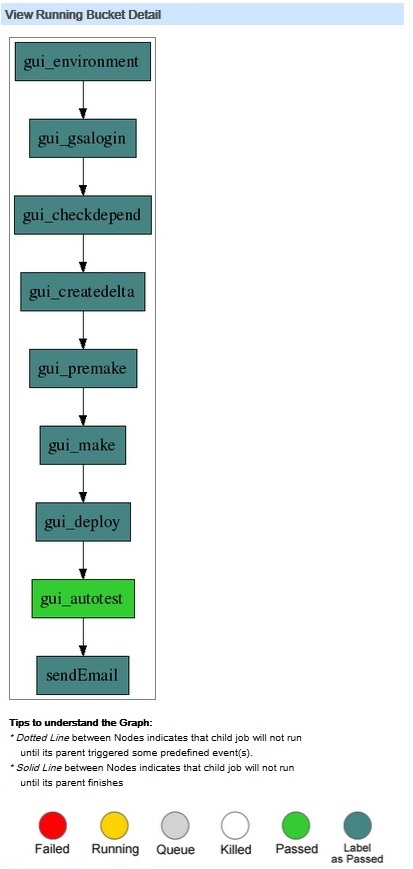 View Running Bucket Detail
gui_environment
gui_gsalogin
gui_checkdepend
gui_createdelta
gui_premake
gui_make
gui_deploy
gui_autotest
sendEmail
Tips to understand the Graph:
* Dotted Line between Nodes indicates that child job will not run
until its parent triggered some predefined event(s).
* Solid Line between Nodes indicates that child job will not run
until its parent finishes
Failed Running Queue Killed Passed Label
as Passed